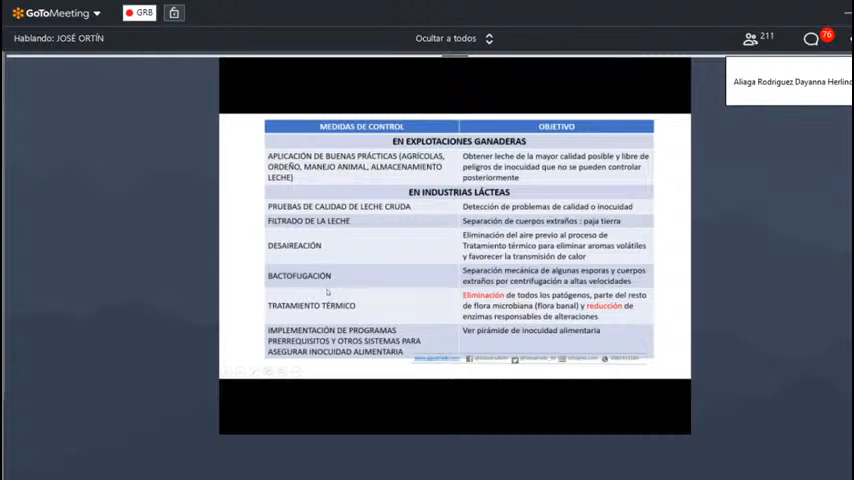 GoToMeeting
GRB
Hablando: JOSÉ ORTÍN
Ocultar a todos
211
76
Aliaga Rodriguez Dayanna Herlind
MEDIDAS DE CONTROL OBJETIVO
EN EXPLOTACIONES GANADERAS
APLICACIÓN DE BUENAS PRÁCTICAS (AGRÍCOLAS,
ORDEÑO, MANEJO ANIMAL, ALMACENAMIENTO
LECHE)
Obtener leche de la mayor calidad posible y libre de
peligros de inocuidad que no se pueden controlar
posteriormente
EN INDUSTRIAS LÁCTEAS
PRUEBAS DE CALIDAD DE LECHE CRUDA Detección de problemas de calidad o inocuidad
FILTRADO DE LA LECHE Separación de cuerpos extraños : paja tierra
DESAIREACIÓN
Eliminación del aire previo al proceso de
Tratamiento térmico para eliminar aromas volátiles
y favorecer la transmisión de calor
BACTOFUGACIÓN
Separación mecánica de algunas esporas y cuerpos
extraños por centrifugación a altas velocidades
TRATAMIENTO TÉRMICO
Eliminación de todos los patógenos, parte del resto
de flora microbiana (flora banal) y reducción de
enzimas responsables de alteraciones
IMPLEMENTACIÓN DE PROGRAMAS
PRERREQUISITOS Y OTROS SISTEMAS PARA
ASEGURAR INOCUIDAD ALIMENTARIA
Ver pirámide de inocuidad alimentaria